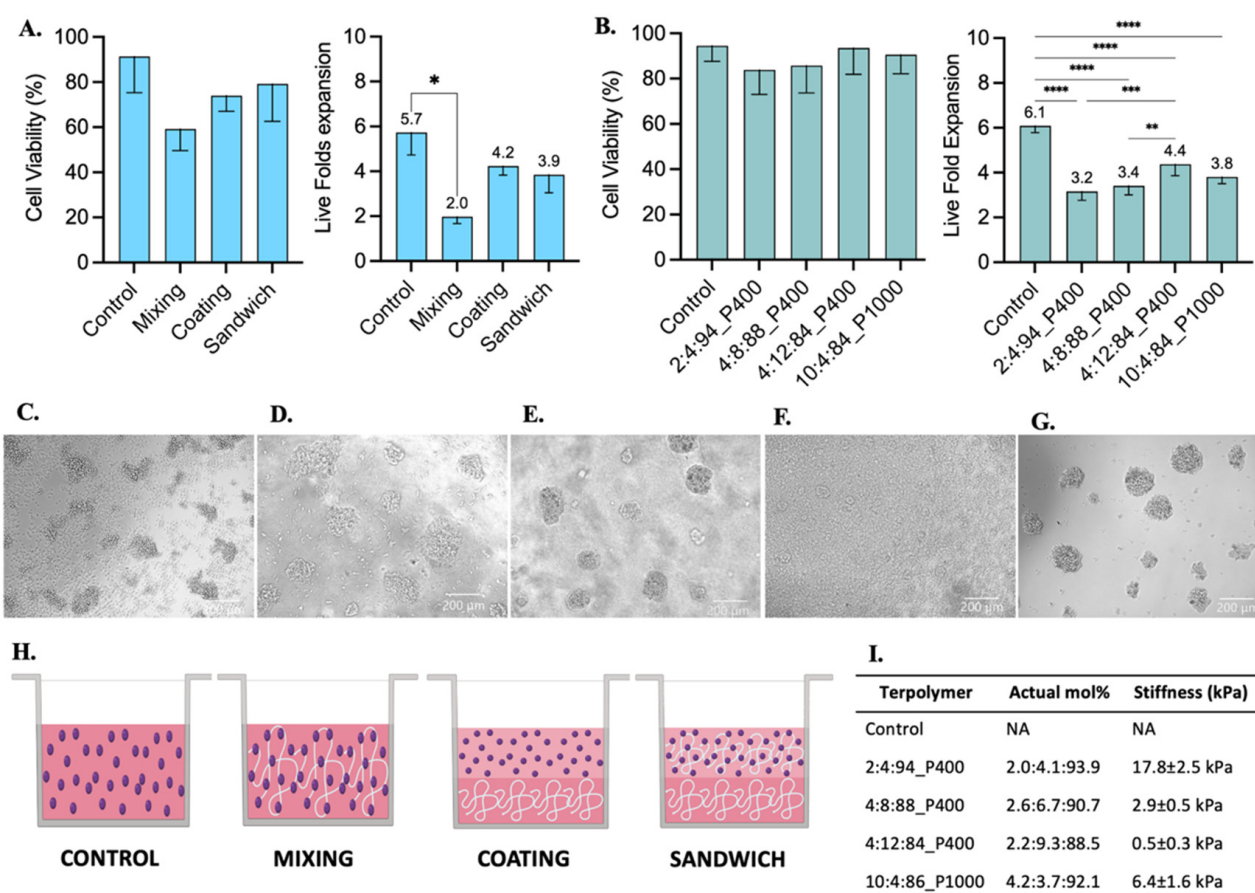 A.
Cell Viability (%)
100
80
60
40
20
0
Control
Mixing
Coating
Sandwich
Live Folds expansion
10
8
6
4
2
0
*
5.7
2.0
4.2
3.9
Control
Mixing
Coating
Sandwich
B.
Cell Viability (%)
100
80
60
40
20
0
Control
2:4:94_P400
4:8:88_P400
4:12:84_P400
10:4:84_P1000
Live Fold Expansion
10
8
6
4
2
0
****
****
****
**** ***
**
6.1
3.2
3.4
4.4
3.8
Control
2:4:94_P400
4:8:88_P400
4:12:84_P400
10:4:84_P1000
C. D. E. F. G.
200 µm 200 µm 200 µm 200 µm 200 µm
H.
CONTROL MIXING COATING SANDWICH
I.
Terpolymer Actual mol% Stiffness (kPa)
Control NA NA
2:4:94_P400 2.0:4.1:93.9 17.8±2.5 kPa
4:8:88_P400 2.6:6.7:90.7 2.9±0.5 kPa
4:12:84_P400 2.2:9.3:88.5 0.5±0.3 kPa
10:4:86_P1000 4.2:3.7:92.1 6.4±1.6 kPa